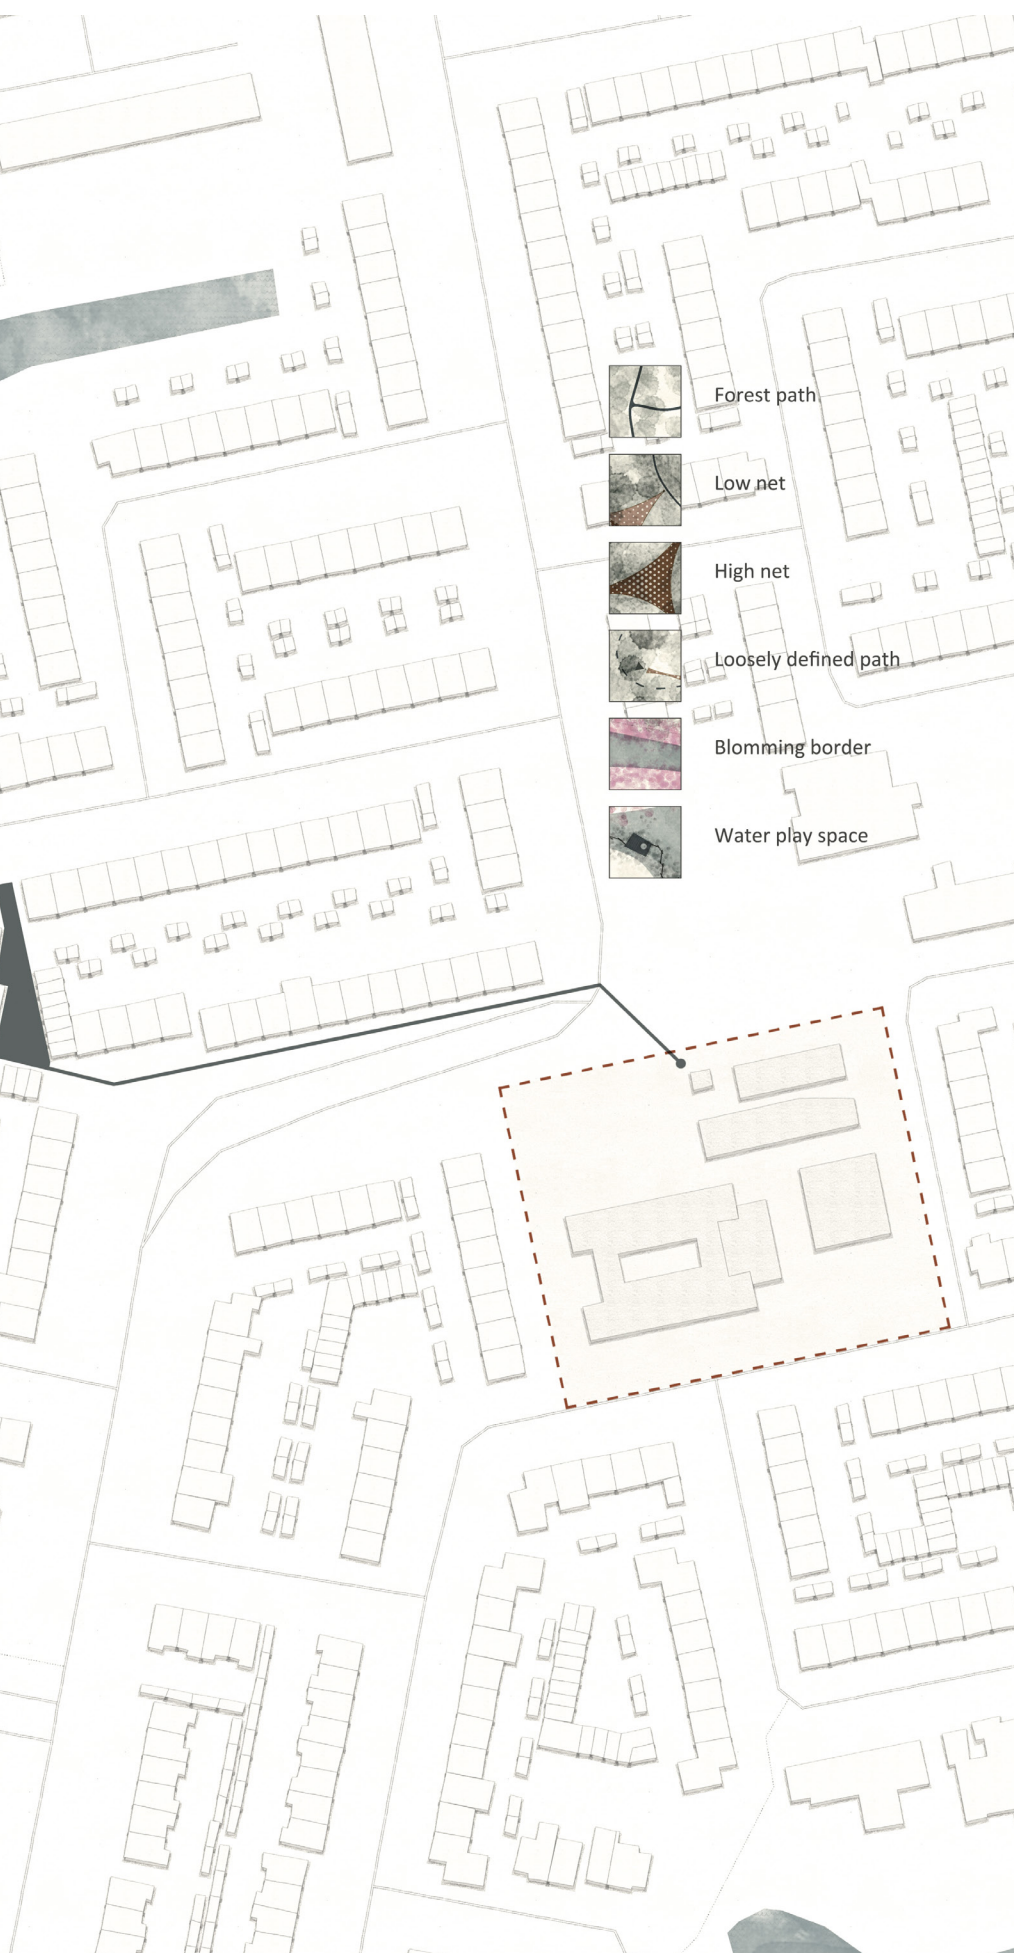 Forest path
Low net
High net
Loosely defined path
Blomming border
Water play space